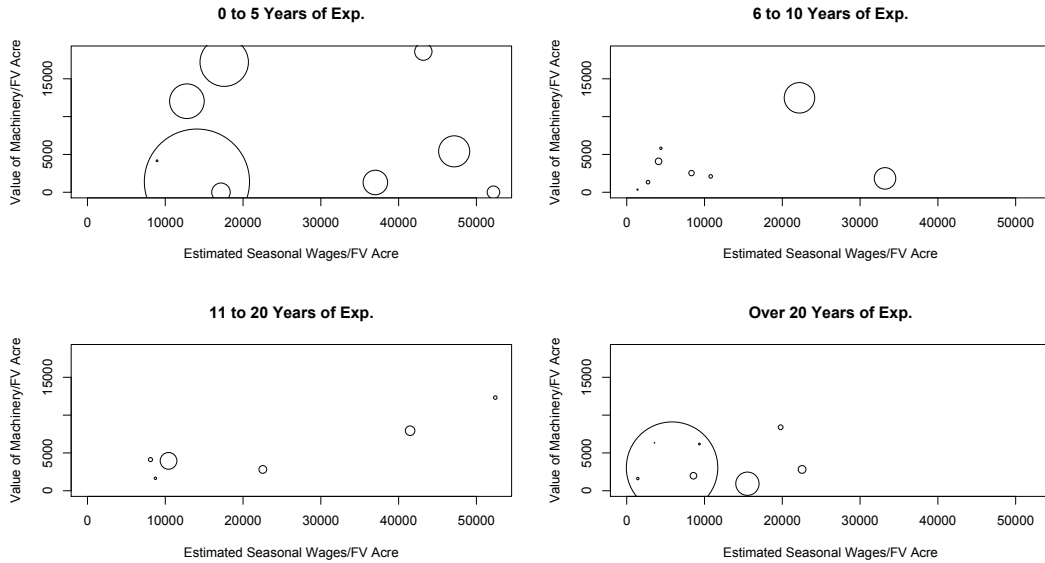 0 to 5 Years of Exp.
Value of Machinery/FV Acre
0 5000 15000
0 10000 20000 30000 40000 50000
Estimated Seasonal Wages/FV Acre
6 to 10 Years of Exp.
Value of Machinery/FV Acre
0 5000 15000
0 10000 20000 30000 40000 50000
Estimated Seasonal Wages/FV Acre
11 to 20 Years of Exp.
Value of Machinery/FV Acre
0 5000 15000
0 10000 20000 30000 40000 50000
Estimated Seasonal Wages/FV Acre
Over 20 Years of Exp.
Value of Machinery/FV Acre
0 5000 15000
0 10000 20000 30000 40000 50000
Estimated Seasonal Wages/FV Acre